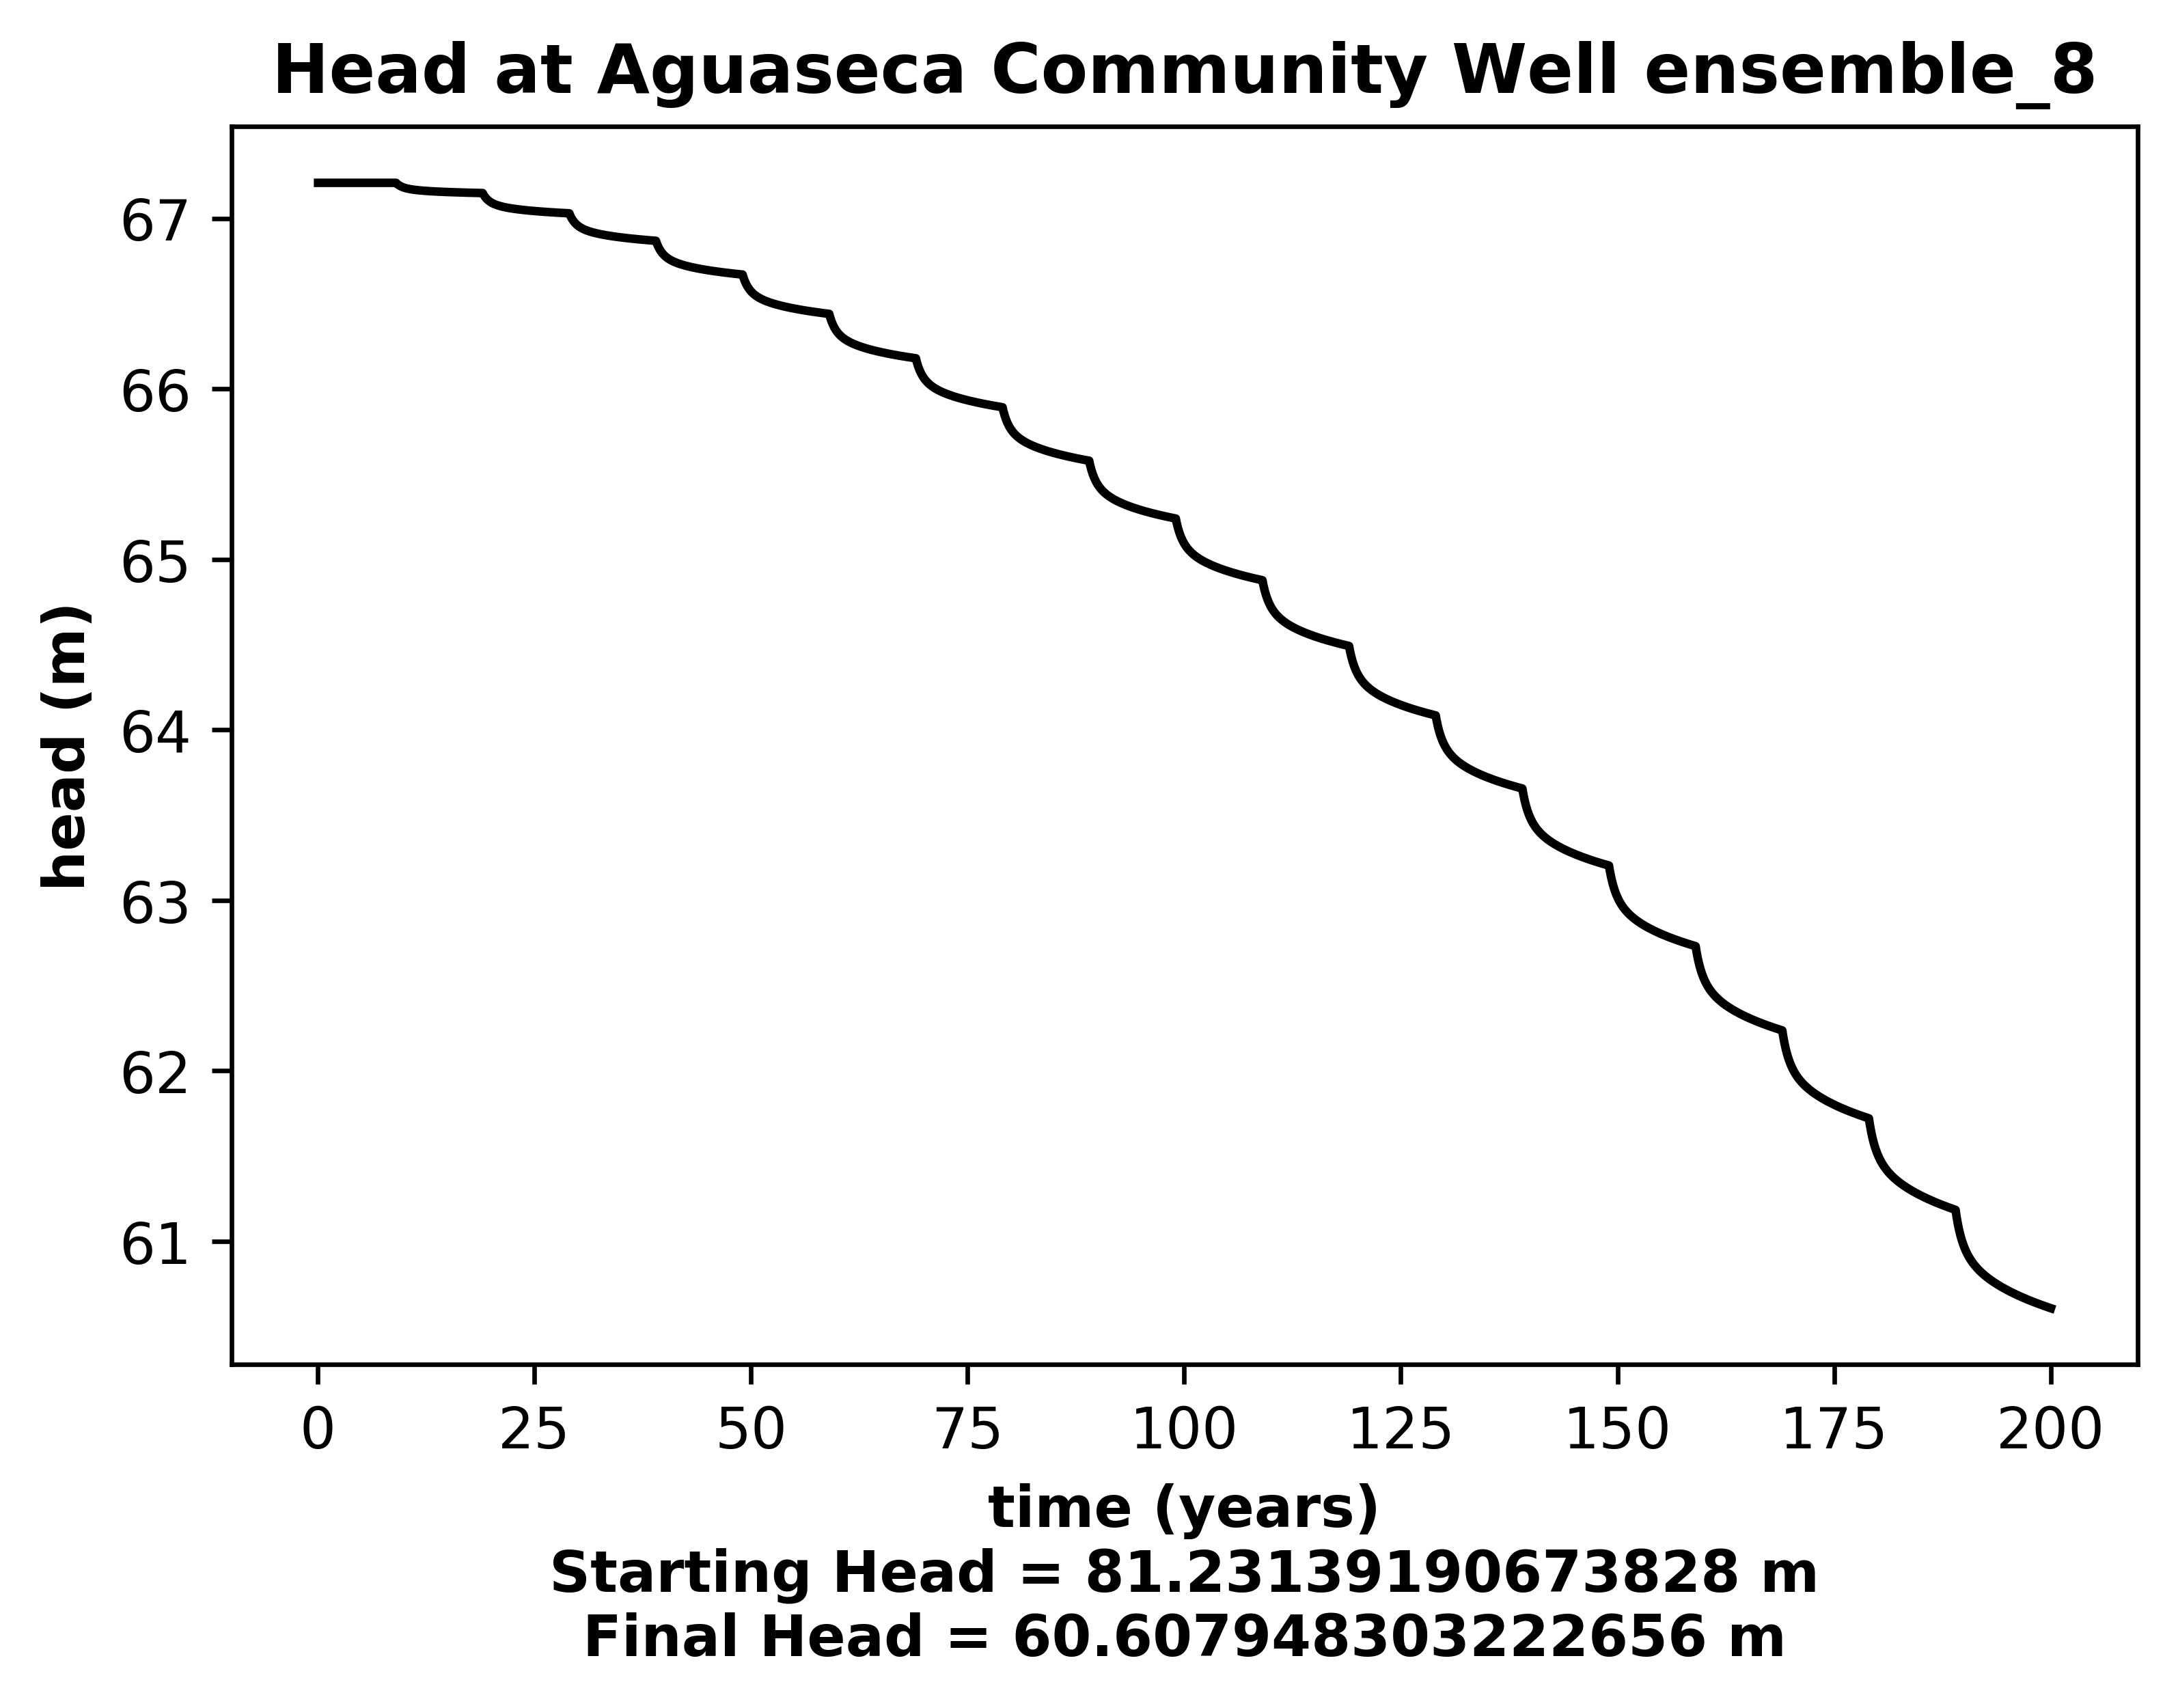 Head at Aguaseca Community Well ensemble_8
head (m)
67
66
65
64
63
62
61
0 25 50 75 100 125 150 175 200
time (years)
Starting Head = 81.23139190673828 m
Final Head = 60.607948303222656 m